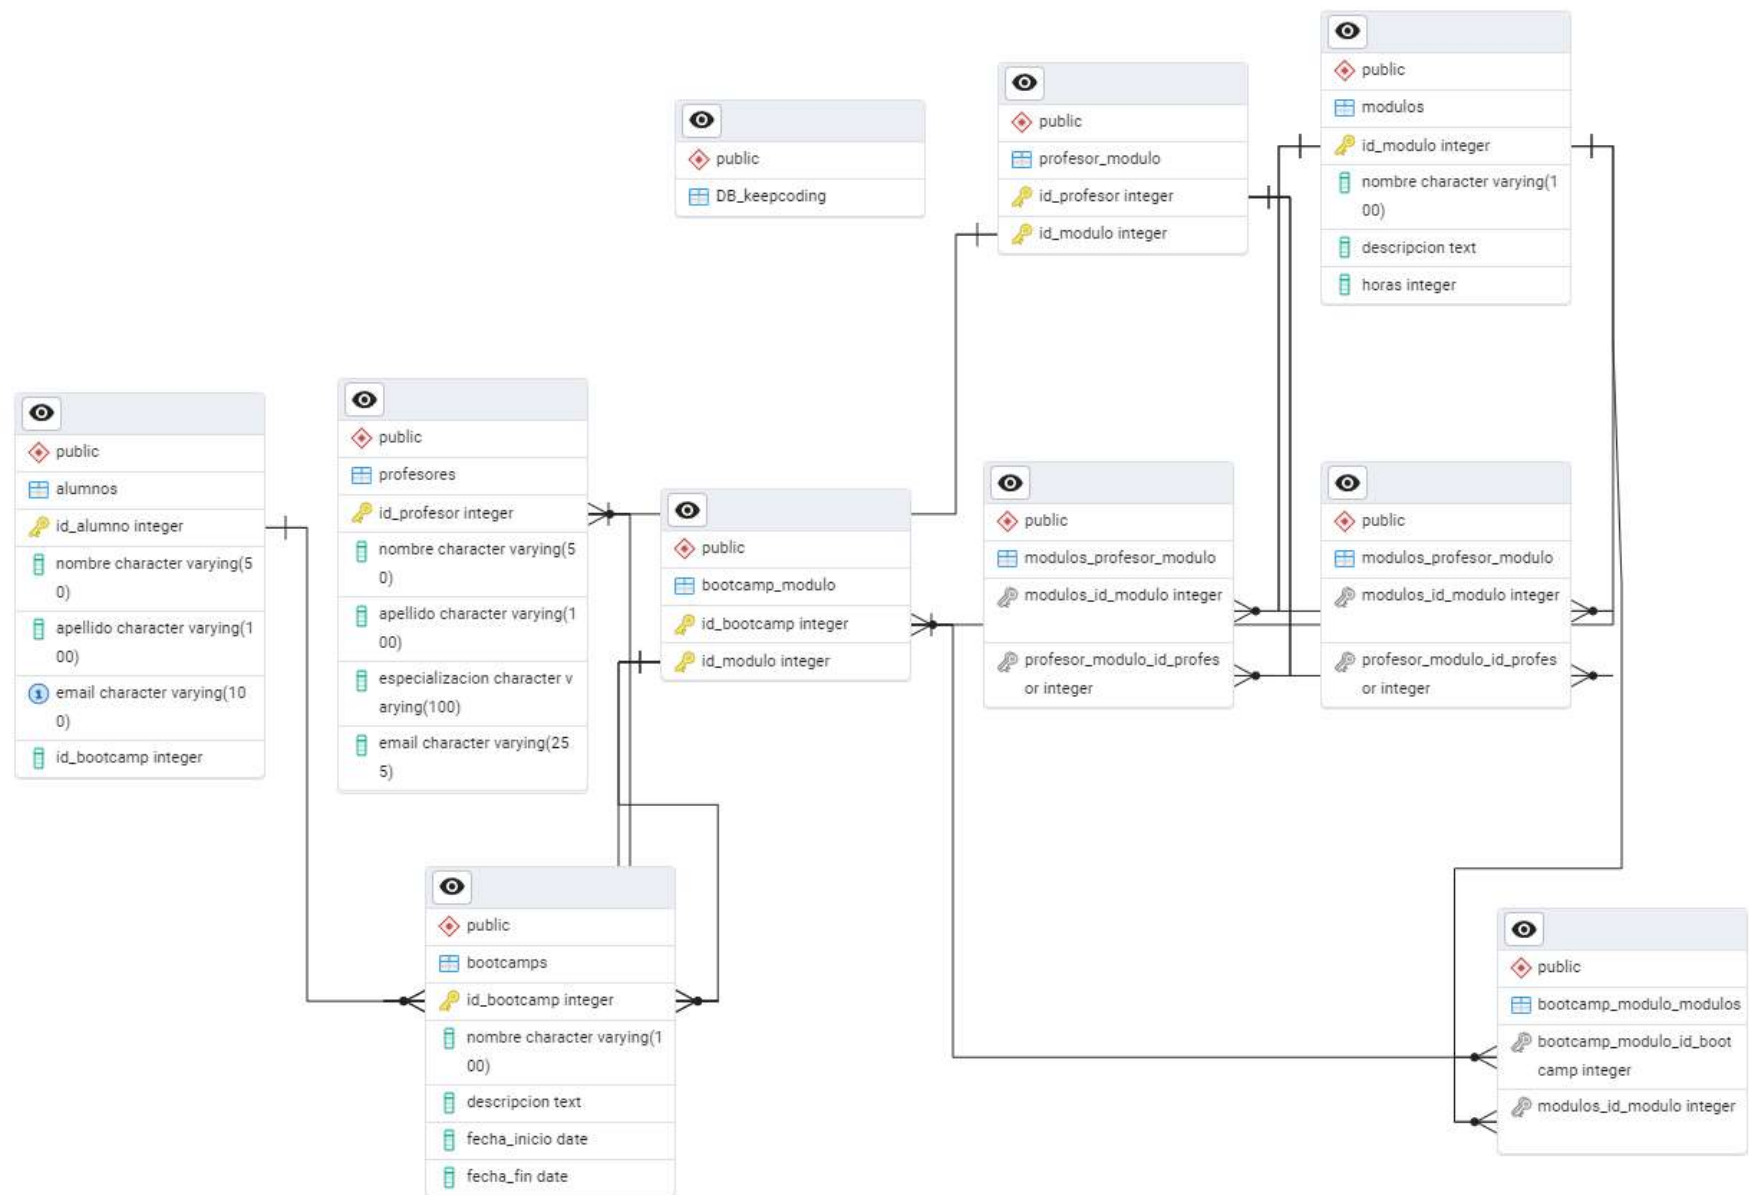 public
modulos
id_modulo integer
nombre character varying(1
00)
descripcion text
horas integer
public
profesor_modulo
id_profesor integer
id_modulo integer
public
DB_keepcoding
public
alumnos
id_alumno integer
nombre character varying(5
0)
apellido character varying(1
00)
1
email character varying(10
0)
id_bootcamp integer
public
profesores
id_profesor integer
nombre character varying(5
0)
apellido character varying(1
00)
especializacion character v
arying(100)
email character varying(25
5)
public
bootcamp_modulo
id_bootcamp integer
id_modulo integer
public
modulos_profesor_modulo
modulos_id_modulo integer
profesor_modulo_id_profes
or integer
public
modulos_profesor_modulo
modulos_id_modulo integer
profesor_modulo_id_profes
or integer
public
bootcamps
id_bootcamp integer
nombre character varying(1
00)
descripcion text
fecha_inicio date
fecha_fin date
public
bootcamp_modulo_modulos
bootcamp_modulo_id_boot
camp integer
modulos_id_modulo integer